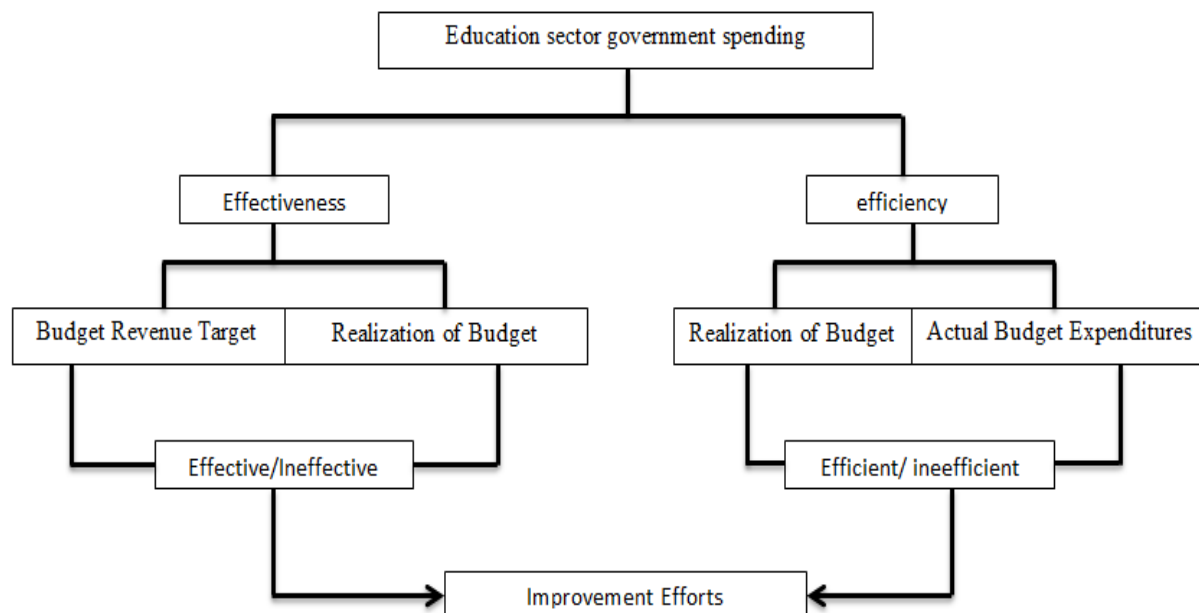 Education sector government spending
Effectiveness
efficiency
Budget Revenue Target
Realization of Budget
Realization of Budget
Actual Budget Expenditures
Effective/Ineffective
Efficient/ ineefficient
Improvement Efforts